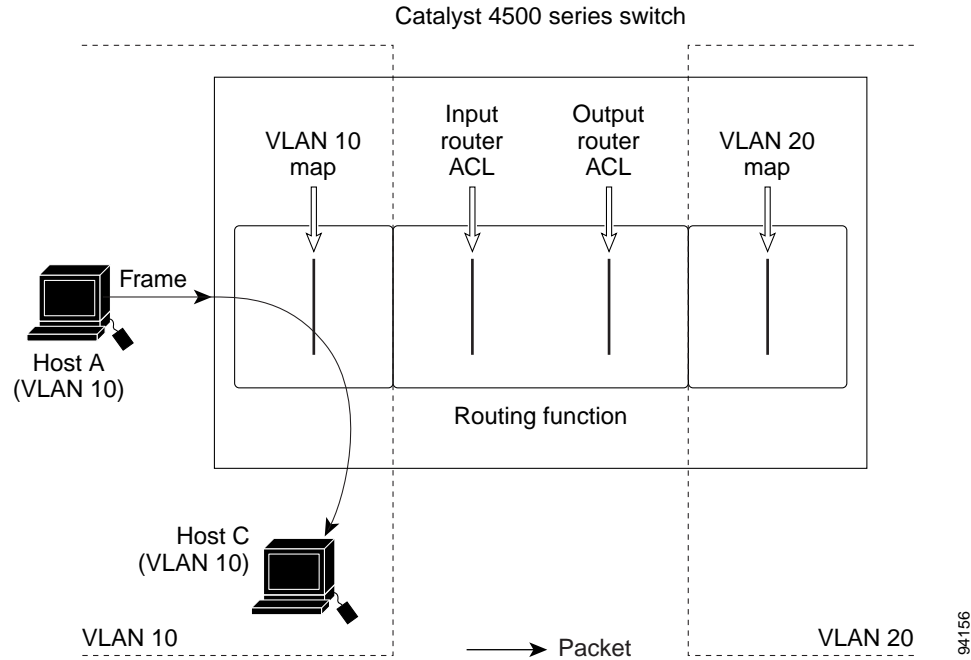 Catalyst 4500 series switch
VLAN 10
map
Input
router
ACL
Output
router
ACL
VLAN 20
map
Frame
Host A
(VLAN 10)
Routing function
Host C
(VLAN 10)
VLAN 10
Packet
VLAN 20
94156